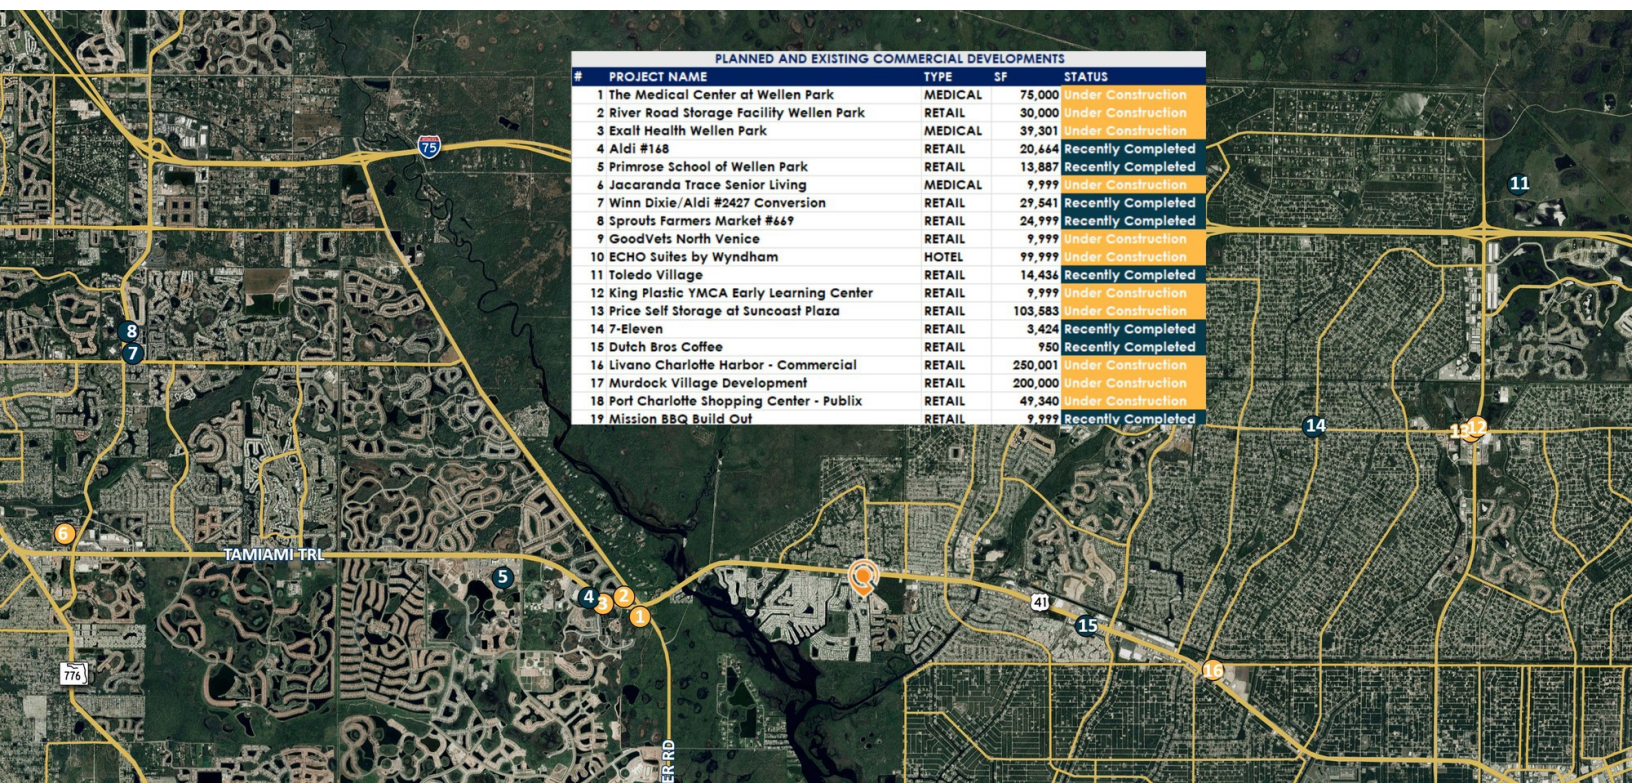 PLANNED AND EXISTING COMMERCIAL DEVELOPMENTS
# PROJECT NAME TYPE SF STATUS
1 The Medical Center at Wellen Park MEDICAL 75,000 Under Construction
2 River Road Storage Facility Wellen Park RETAIL 30,000 Under Construction
3 Exalt Health Wellen Park MEDICAL 39,301 Under Construction
4 Aldi #168 RETAIL 20,664 Recently Completed
5 Primrose School of Wellen Park RETAIL 13,887 Recently Completed
6 Jacaranda Trace Senior Living MEDICAL 9,999 Under Construction
7 Winn Dixie/Aldi #2427 Conversion RETAIL 29,541 Recently Completed
8 Sprouts Farmers Market #669 RETAIL 24,999 Recently Completed
9 GoodVets North Venice RETAIL 9,999 Under Construction
10 ECHO Suites by Wyndham HOTEL 99,999 Under Construction
11 Toledo Village RETAIL 14,436 Recently Completed
12 King Plastic YMCA Early Learning Center RETAIL 9,999 Under Construction
13 Price Self Storage at Suncoast Plaza RETAIL 103,583 Under Construction
14 7-Eleven RETAIL 3,424 Recently Completed
15 Dutch Bros Coffee RETAIL 950 Recently Completed
16 Livano Charlotte Harbor - Commercial RETAIL 250,001 Under Construction
17 Murdock Village Development RETAIL 200,000 Under Construction
18 Port Charlotte Shopping Center - Publix RETAIL 49,340 Under Construction
19 Mission BBQ Build Out RETAIL 9,999 Recently Completed
75
11
8
7
14
13 12
6
TAMIAMI TRL
5
4 3 2
1
41
15
16
776
ER RD